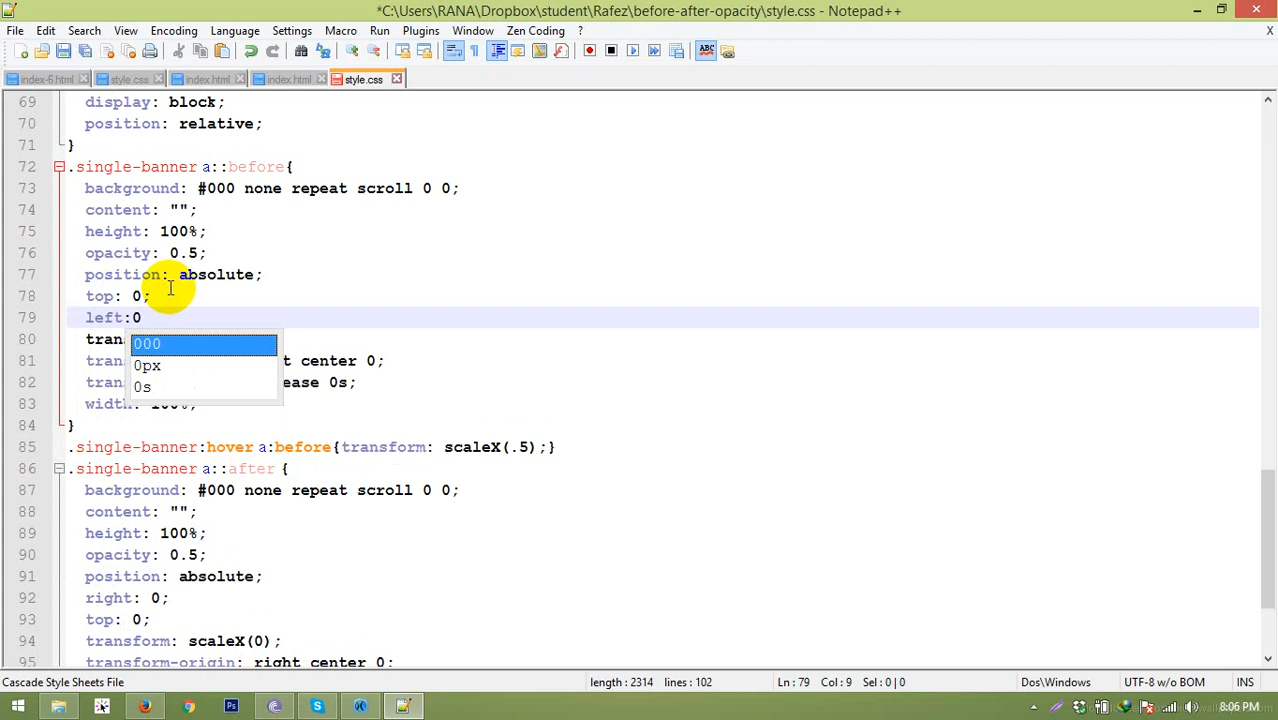 *C:\Users\RANA\Dropbox\student\Rafez\before-after-opacity\style.css - Notepad++
File Edit Search View Encoding Language Settings Macro Run Plugins Window Zen Coding ? X
index-6.html style.css index.html index.html style.css
69 display: block;
70 position: relative;
71 }
72 .single-banner a::before{
73 background: #000 none repeat scroll 0 0;
74 content: "";
75 height: 100%;
76 opacity: 0.5;
77 position: absolute;
78 top: 0;
79 left:0
80 tran
000
81 tran t center 0;
0px
82 tran ease 0s;
0s
83 width: 100%;
84 }
85 .single-banner:hover a:before{transform: scaleX(.5);}
86 .single-banner a::after {
87 background: #000 none repeat scroll 0 0;
88 content: "";
89 height: 100%;
90 opacity: 0.5;
91 position: absolute;
92 right: 0;
93 top: 0;
94 transform: scaleX(0);
95 transform-origin: right center 0;
Cascade Style Sheets File length : 2314 lines : 102 Ln : 79 Col : 9 Sel : 0 | 0 Dos\Windows UTF-8 w/o BOM INS
8:06 PM